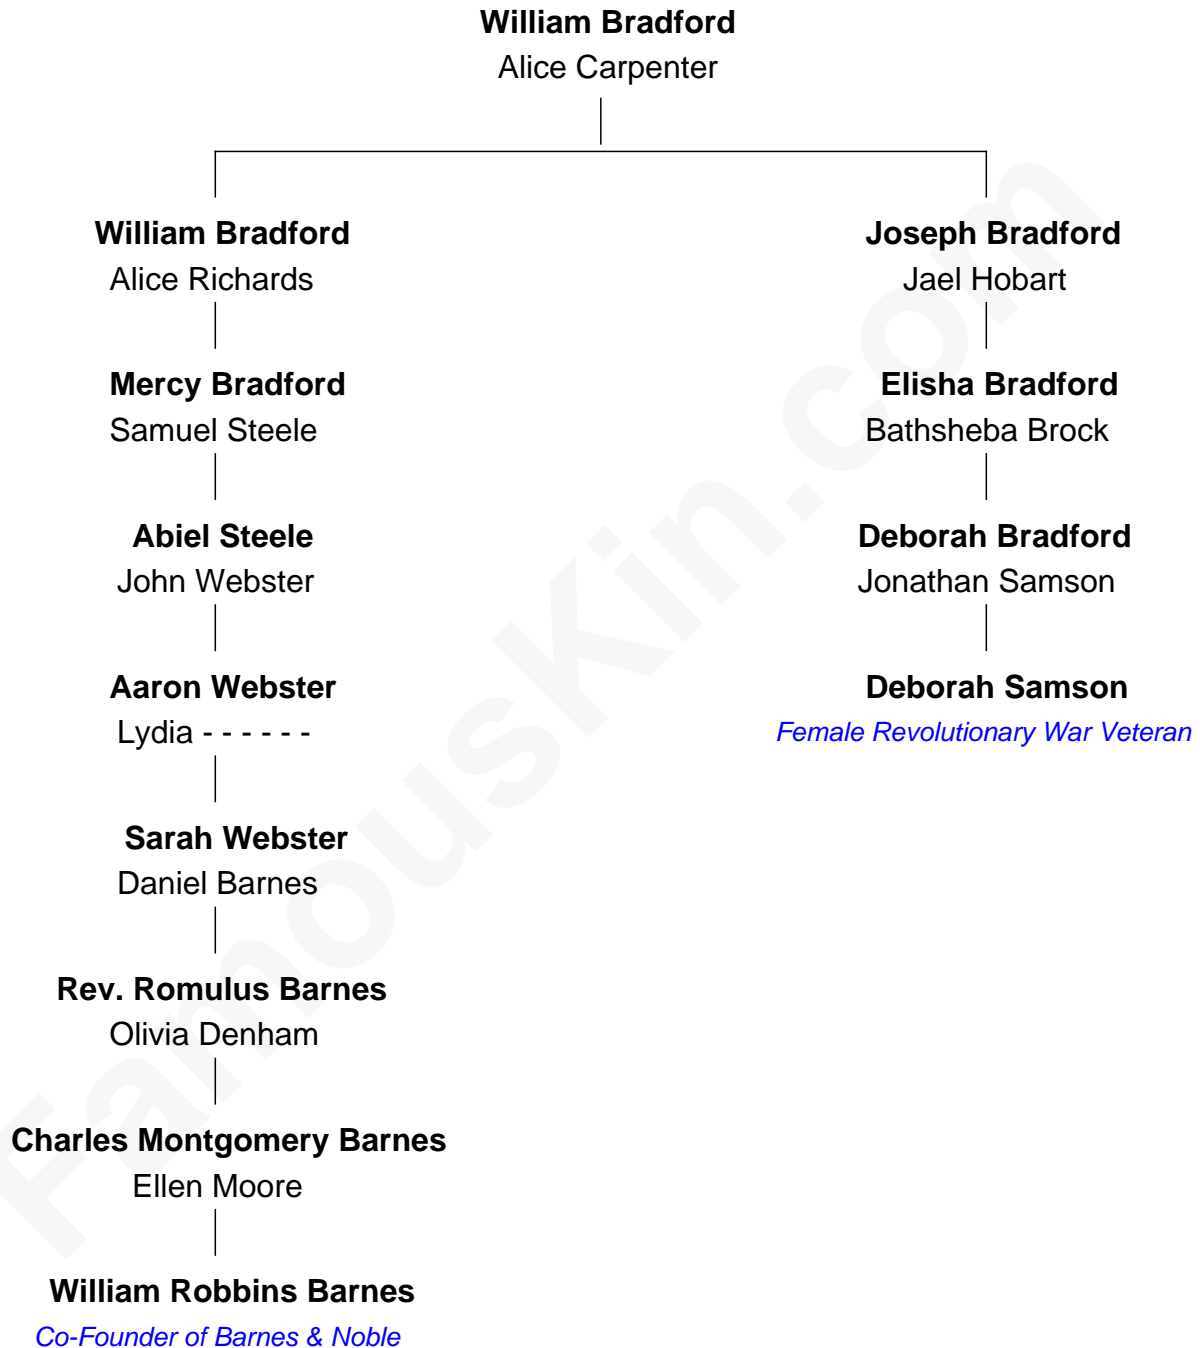 William Bradford
Alice Carpenter
William Bradford
Alice Richards
Mercy Bradford
Samuel Steele
Abiel Steele
John Webster
Aaron Webster
Lydia - - - - - -
Sarah Webster
Daniel Barnes
Rev. Romulus Barnes
Olivia Denham
Charles Montgomery Barnes
Ellen Moore
William Robbins Barnes
Co-Founder of Barnes & Noble
Joseph Bradford
Jael Hobart
Elisha Bradford
Bathsheba Brock
Deborah Bradford
Jonathan Samson
Deborah Samson
Female Revolutionary War Veteran
FamousKin.com